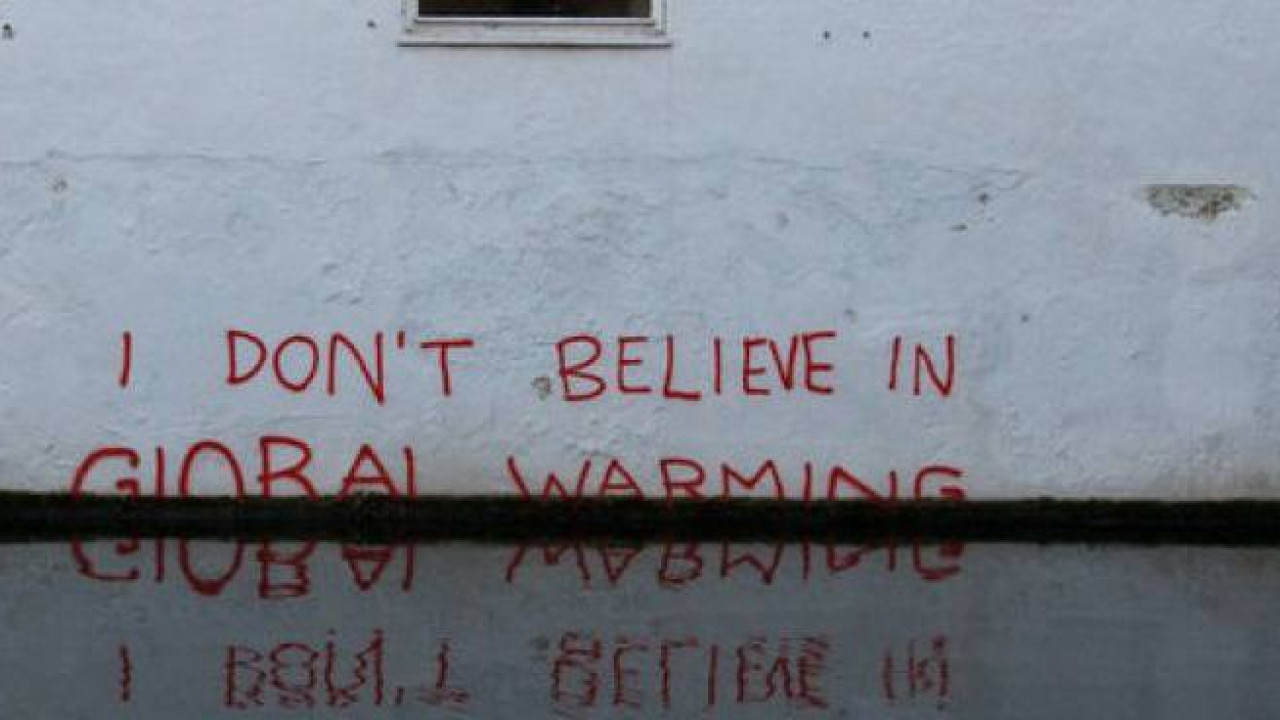 I DON'T BELIEVE IN
GLOBAL WARMING